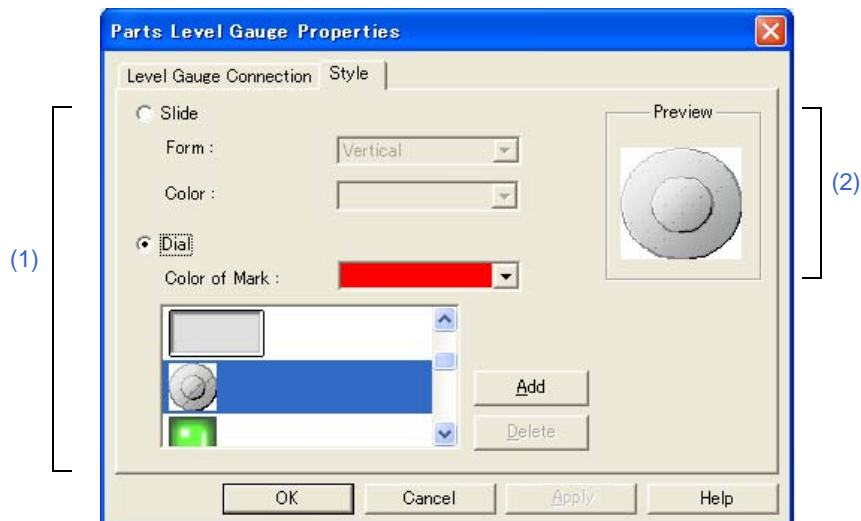 Parts Level Gauge Properties
Level Gauge Connection Style
Slide
Preview
Form : Vertical
(2)
Color :
(1)
Dial
Color of Mark :
Add
Delete
OK Cancel Apply Help